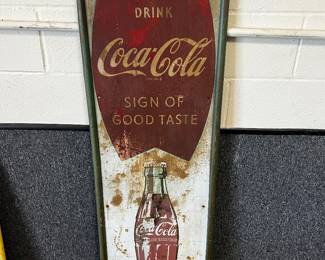 DRINK
Coca-Cola
SIGN OF
GOOD TASTE
Coca-Cola